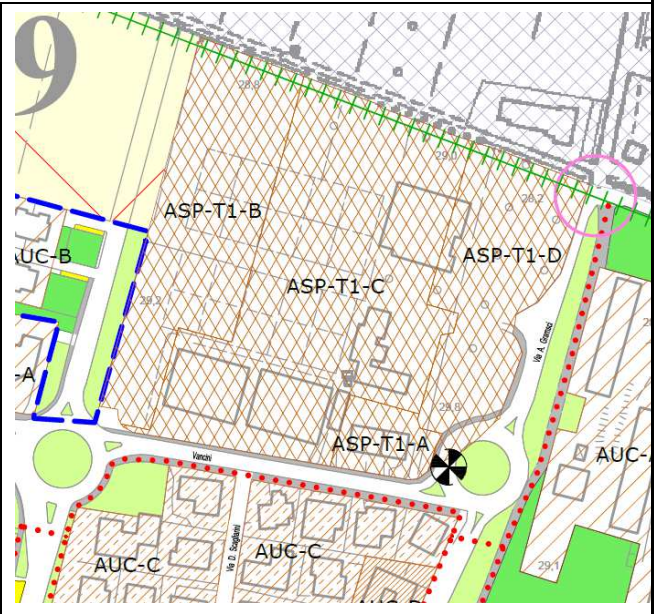 9
28,8
29,0
28,2
ASP-T1-B
AUC-B
ASP-T1-D
ASP-T1-C
29,2
Via A. Gramsci
-A
29,8
ASP-T1-A
Vancini
AUC-
Via D. Scagliarini
AUC-C
AUC-C
29,1